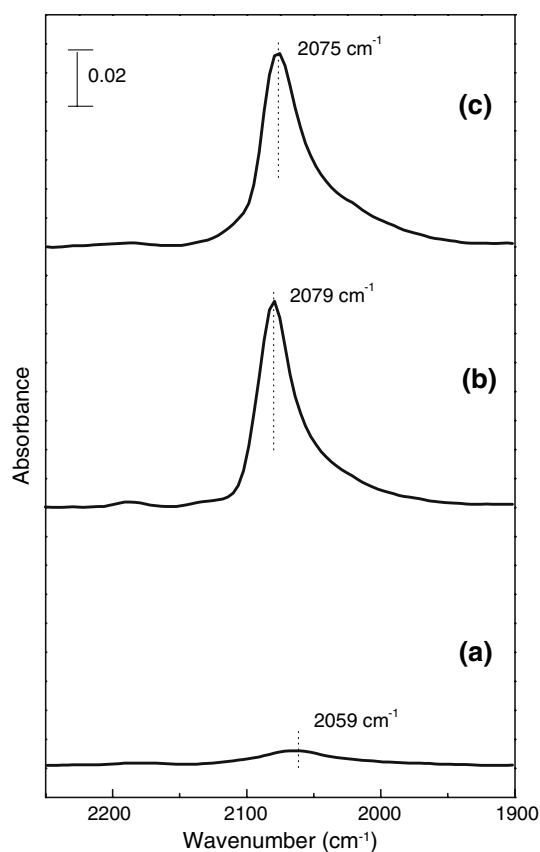 2075 cm⁻¹
0.02
(c)
2079 cm⁻¹
(b)
Absorbance
(a)
2059 cm⁻¹
2200 2100 2000 1900
Wavenumber (cm⁻¹)